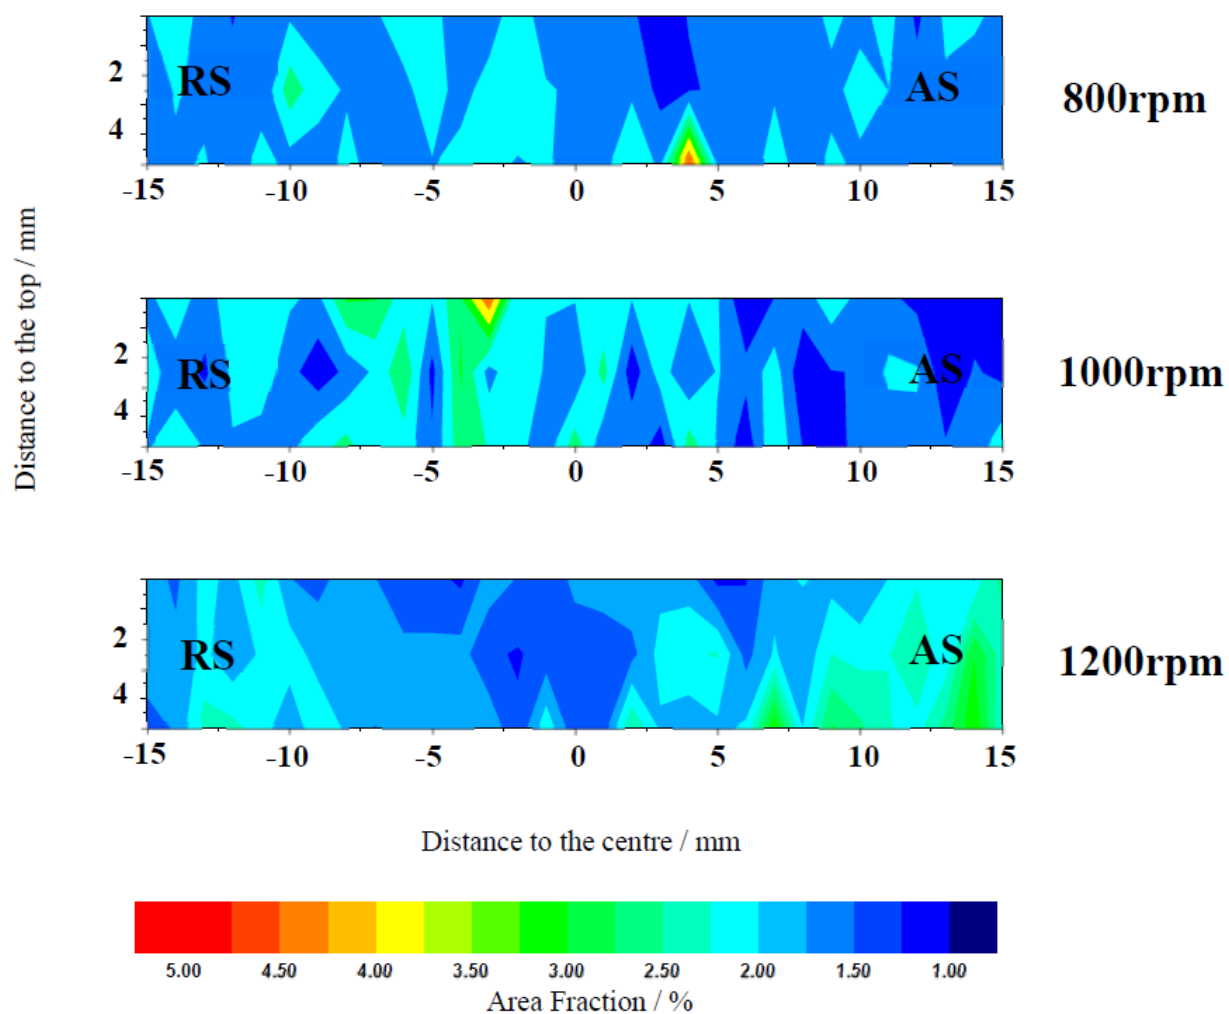 2
RS
AS
800rpm
4
-15 -10 -5 0 5 10 15
Distance to the top / mm
2
RS
AS
1000rpm
4
-15 -10 -5 0 5 10 15
2
RS
AS
1200rpm
4
-15 -10 -5 0 5 10 15
Distance to the centre / mm
5.00 4.50 4.00 3.50 3.00 2.50 2.00 1.50 1.00
Area Fraction / %